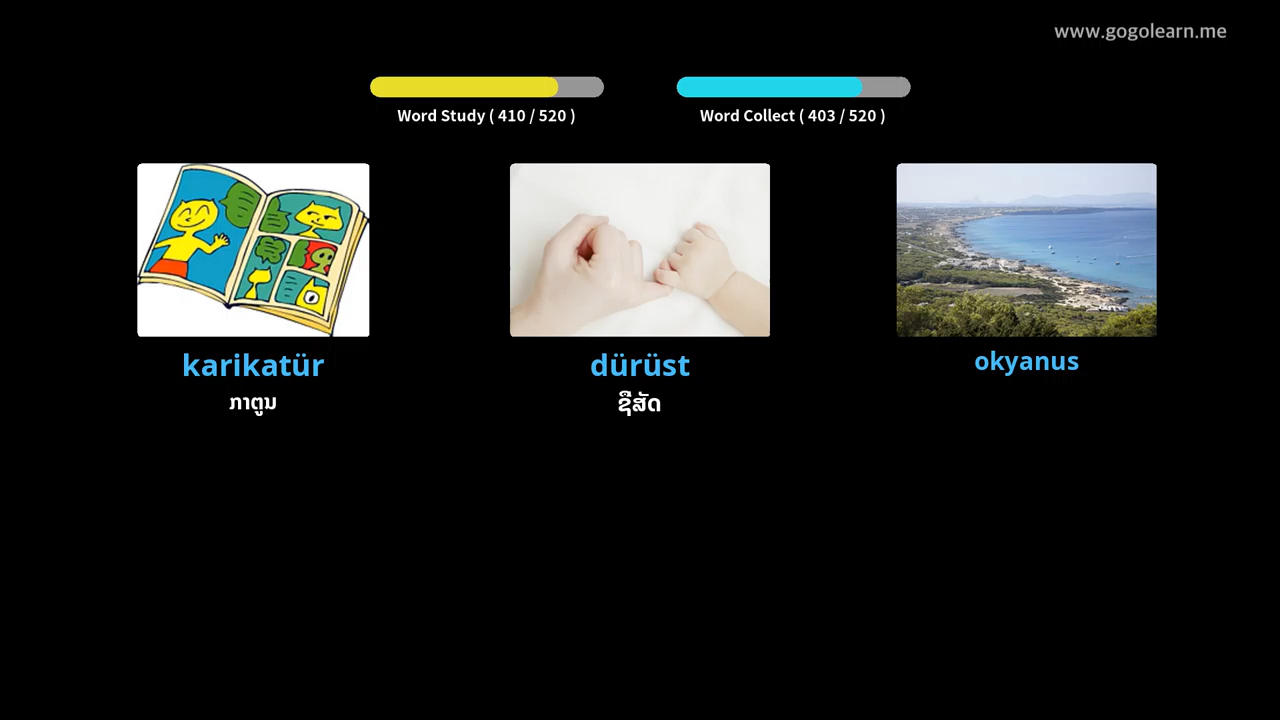 www.gogolearn.me
Word Study ( 410 / 520 )
Word Collect ( 403 / 520 )
karikatür
ກາຕູນ
dürüst
ຊື່ສັດ
okyanus